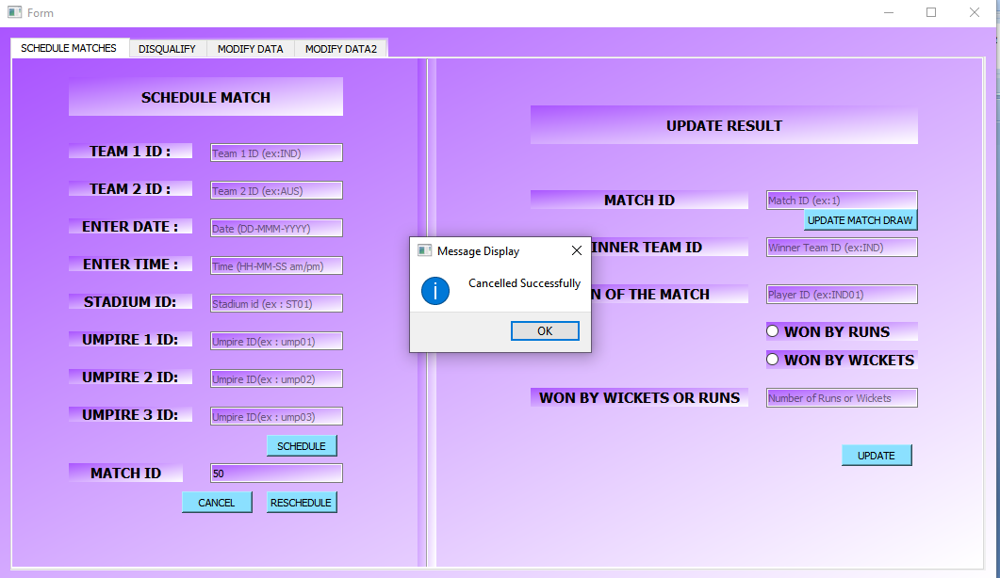 Form
SCHEDULE MATCHES
DISQUALIFY
MODIFY DATA
MODIFY DATA2
SCHEDULE MATCH
TEAM 1 ID :
Team 1 ID (ex:IND)
TEAM 2 ID :
Team 2 ID (ex:AUS)
ENTER DATE :
Date (DD-MMM-YYYY)
ENTER TIME :
Time (HH-MM-SS am/pm)
STADIUM ID:
Stadium id (ex : ST01)
UMPIRE 1 ID:
Umpire ID(ex : ump01)
UMPIRE 2 ID:
Umpire ID(ex : ump02)
UMPIRE 3 ID:
Umpire ID(ex : ump03)
SCHEDULE
MATCH ID
50
CANCEL
RESCHEDULE
Message Display
Cancelled Successfully
OK
UPDATE RESULT
MATCH ID
Match ID (ex:1)
UPDATE MATCH DRAW
INNER TEAM ID
Winner Team ID (ex:IND)
N OF THE MATCH
Player ID (ex:IND01)
WON BY RUNS
WON BY WICKETS
WON BY WICKETS OR RUNS
Number of Runs or Wickets
UPDATE